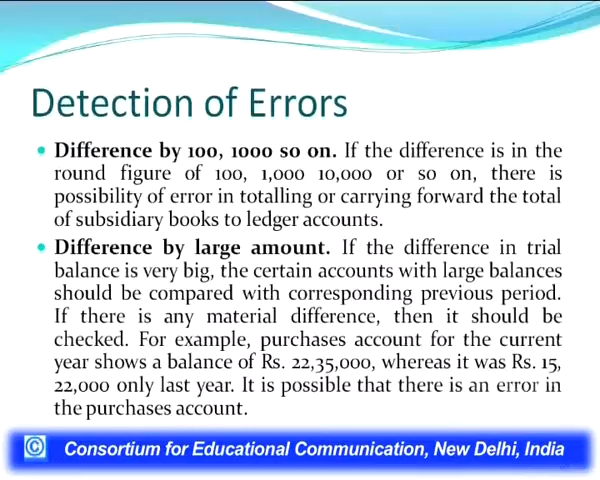 Detection of Errors
• Difference by 100, 1000 so on. If the difference is in the
round figure of 100, 1,000 10,000 or so on, there is
possibility of error in totalling or carrying forward the total
of subsidiary books to ledger accounts.
• Difference by large amount. If the difference in trial
balance is very big, the certain accounts with large balances
should be compared with corresponding previous period.
If there is any material difference, then it should be
checked. For example, purchases account for the current
year shows a balance of Rs. 22,35,000, whereas it was Rs. 15,
22,000 only last year. It is possible that there is an error in
the purchases account.
© Consortium for Educational Communication, New Delhi, India